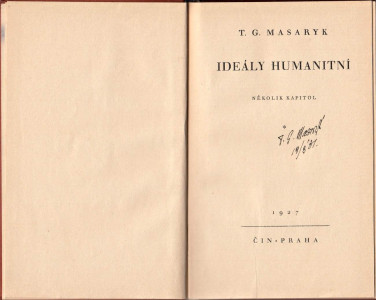 T. G. MASARYK
IDEÁLY HUMANITNÍ
NĚKOLIK KAPITOL
T. G. Masaryk
1927
ČIN - PRAHA